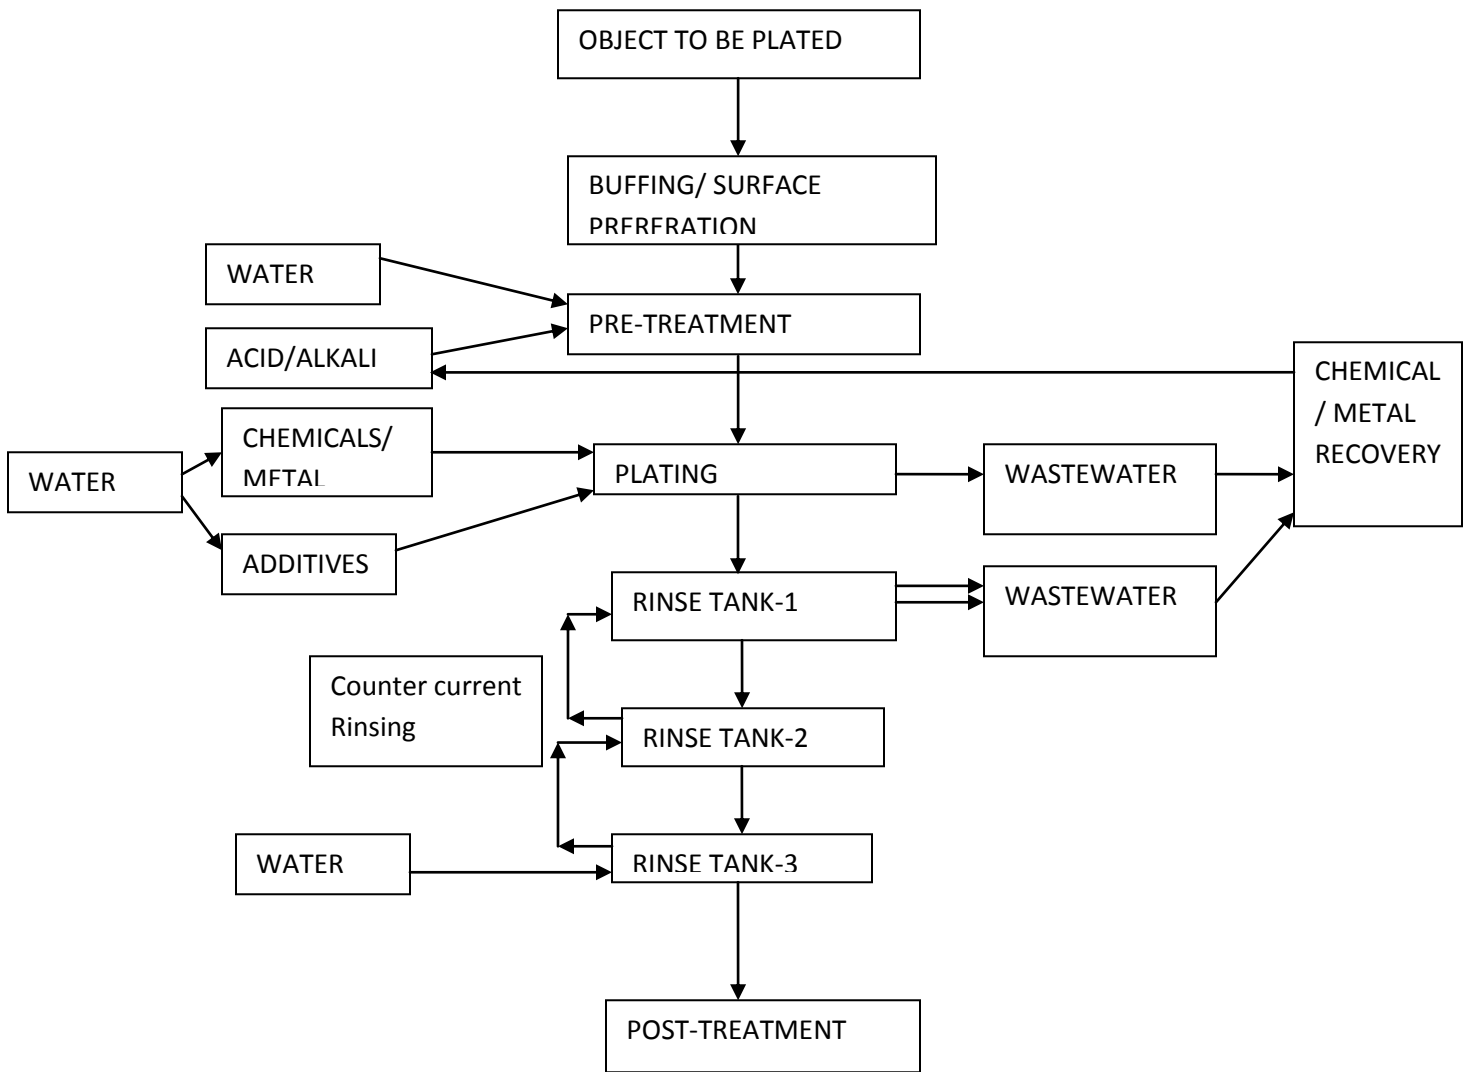 OBJECT TO BE PLATED
BUFFING/ SURFACE
PRERERATION
WATER
PRE-TREATMENT
ACID/ALKALI
CHEMICAL
/ METAL
RECOVERY
CHEMICALS/
METAL
WATER
PLATING
WASTEWATER
ADDITIVES
RINSE TANK-1
WASTEWATER
Counter current
Rinsing
RINSE TANK-2
WATER
RINSE TANK-3
POST-TREATMENT